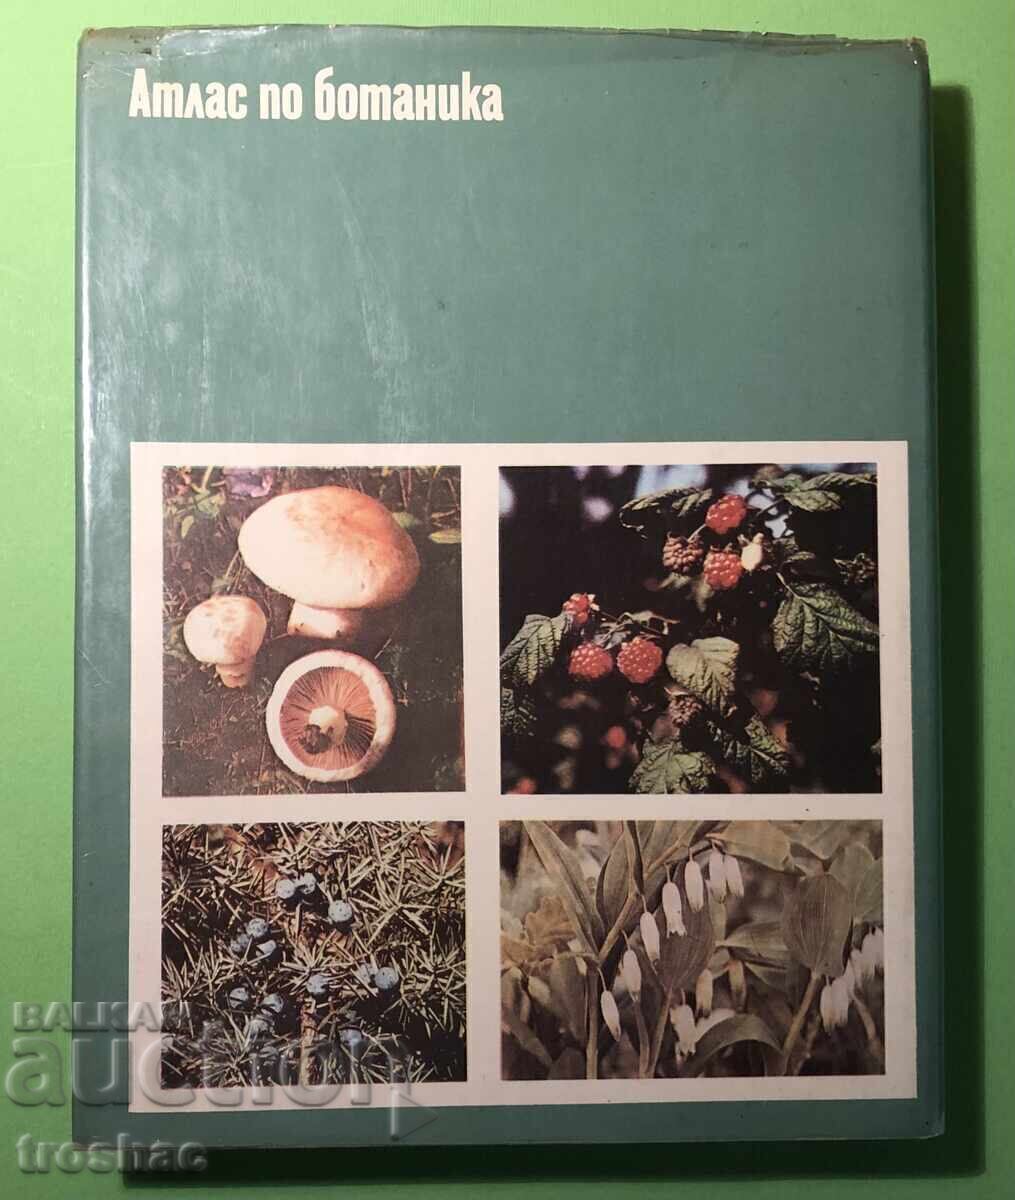 Атлас по ботаника
BALKAN
auction
troshac